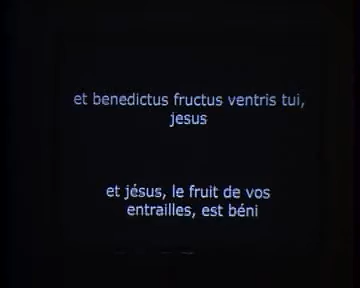 et benedictus fructus ventris tui,
jesus
et jésus, le fruit de vos
entrailles, est béni